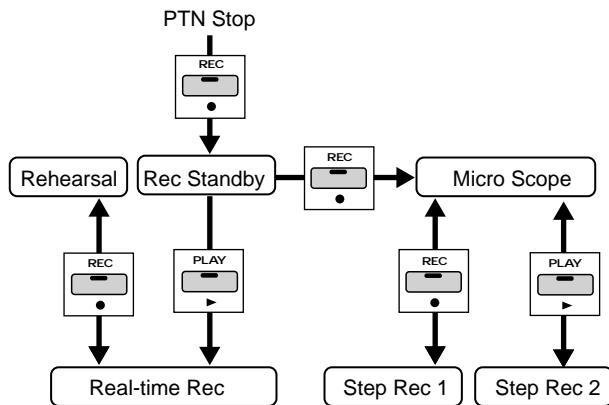 PTN Stop
REC
Rehearsal
Rec Standby
REC
Micro Scope
REC
PLAY
REC
PLAY
Real-time Rec
Step Rec 1
Step Rec 2